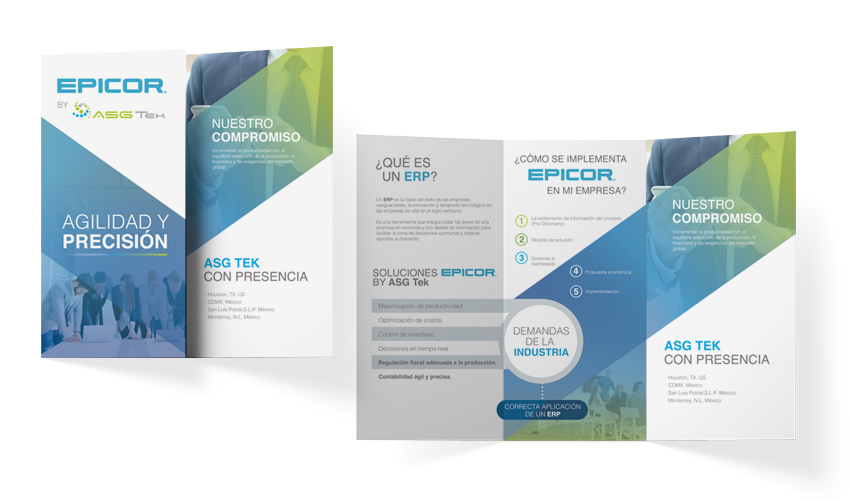 EPICOR®
BY ASG TEK
AGILIDAD Y
PRECISIÓN
NUESTRO
COMPROMISO
Incrementar tu productividad con el
equilibrio adecuado de la producción, la
financiera y las exigencias del mercado
global.
ASG TEK
CON PRESENCIA
· Houston, TX. US
· CDMX, México
· San Luis Potosí,S.L.P. México
· Monterrey, N.L. México
¿QUÉ ES
UN ERP?
UN ERP es la clave del éxito de las empresas
vanguardistas, la innovación y desarrollo tecnológico en
las empresas es vital en el siglo veintiuno.
Es una herramienta que integra todas las áreas de una
empresa en sincronía y con detalle de información para
facilitar la toma de decisiones oportunas y obtener
reportes al momento.
SOLUCIONES EPICOR®
BY ASG Tek
Maximización de productividad.
Optimización de costos.
Control de inventario.
Decisiones en tiempo real.
Regulación fiscal adecuada a la producción.
Contabilidad ágil y precisa.
¿CÓMO SE IMPLEMENTA
EPICOR®
EN MI EMPRESA?
1 Levantamiento de información del proceso
(Pre-Discovery)
2 Modelo de solución.
3 Sistemas a
reemplazar.
4 Propuesta económica.
5 Implementación.
DEMANDAS
DE LA
INDUSTRIA
CORRECTA APLICACIÓN
DE UN ERP
NUESTRO
COMPROMISO
Incrementar tu productividad con el
equilibrio adecuado de la producción, la
financiera y las exigencias del mercado
global.
ASG TEK
CON PRESENCIA
· Houston, TX. US
· CDMX, México
· San Luis Potosí,S.L.P. México
· Monterrey, N.L. México